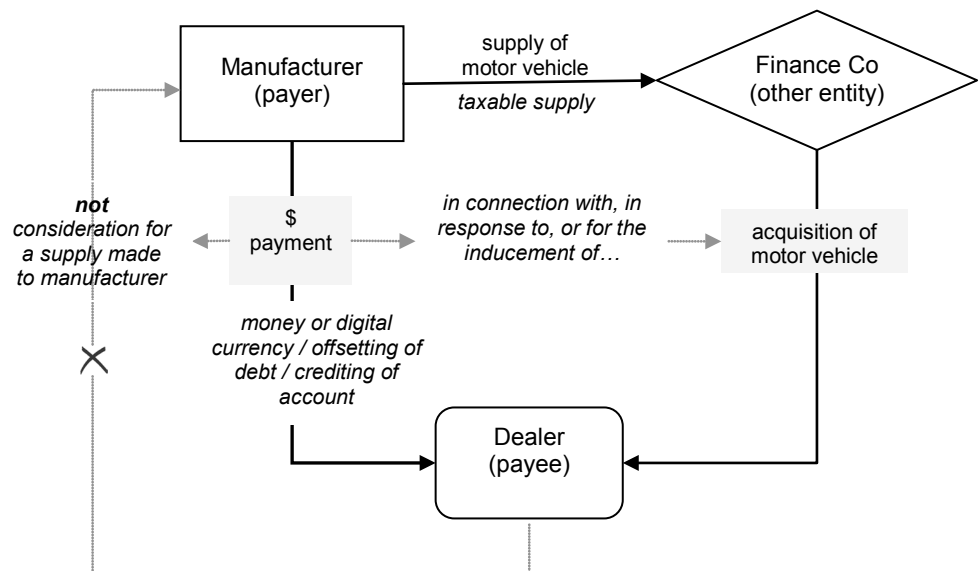 Manufacturer
(payer)
supply of
motor vehicle
taxable supply
Finance Co
(other entity)
not
consideration for
a supply made
to manufacturer
$
payment
in connection with, in
response to, or for the
inducement of…
acquisition of
motor vehicle
money or digital
currency / offsetting of
debt / crediting of
account
Dealer
(payee)